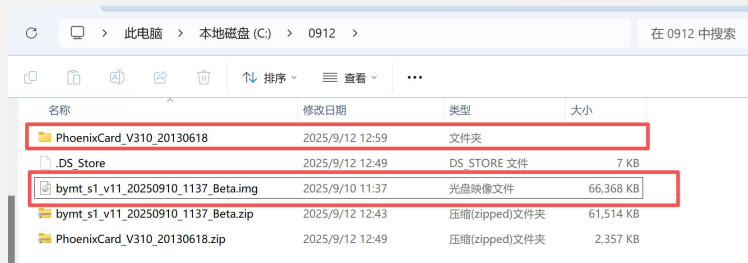 此电脑 > 本地磁盘 (C:) > 0912 > 在 0912 中搜索
排序 查看 ...
名称 修改日期 类型 大小
PhoenixCard_V310_20130618 2025/9/12 12:59 文件夹
.DS_Store 2025/9/12 12:49 DS_STORE 文件 7 KB
bymt_s1_v11_20250910_1137_Beta.img 2025/9/10 11:37 光盘映像文件 66,368 KB
bymt_s1_v11_20250910_1137_Beta.zip 2025/9/12 12:43 压缩(zipped)文件夹 61,514 KB
PhoenixCard_V310_20130618.zip 2025/9/12 12:49 压缩(zipped)文件夹 2,357 KB